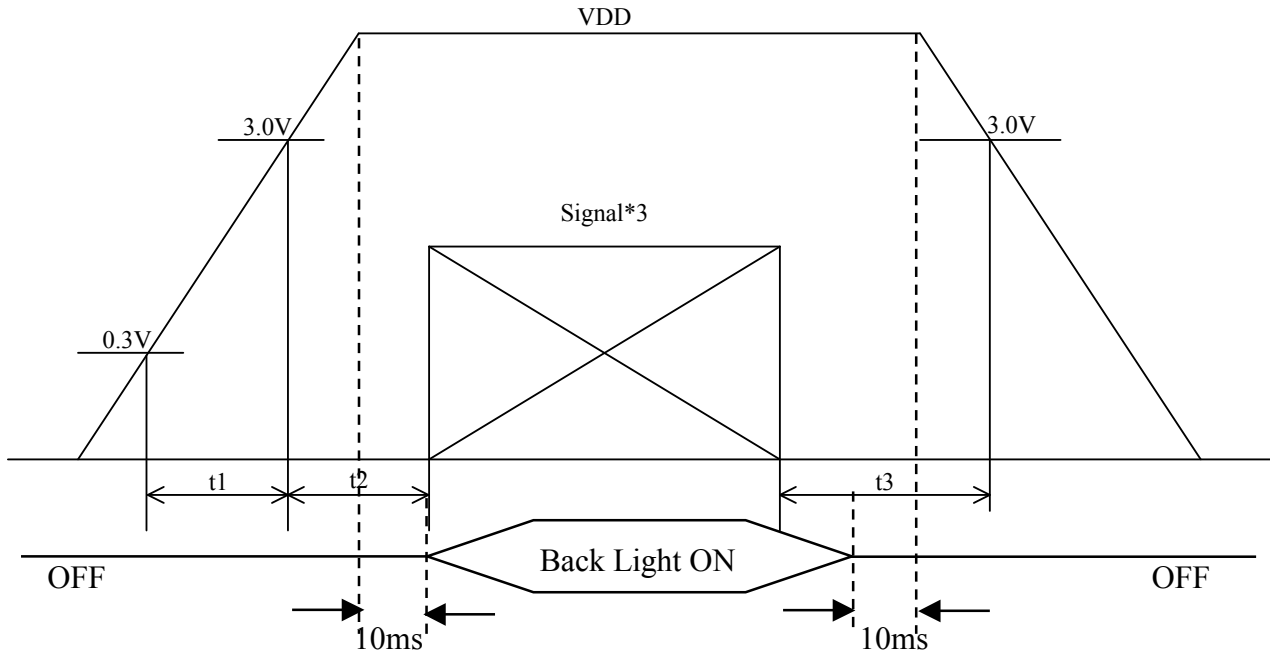 VDD
3.0V
3.0V
Signal*3
0.3V
t1
t2
t3
Back Light ON
OFF
OFF
10ms
10ms